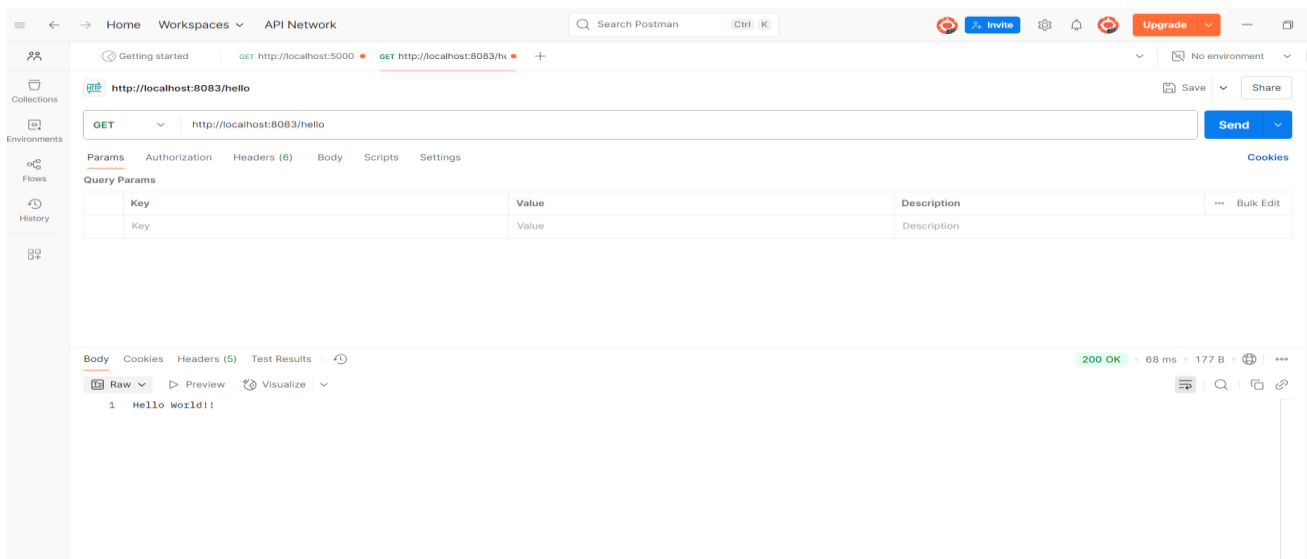 Home Workspaces API Network Search Postman Ctrl K Invite Upgrade
Getting started GET http://localhost:5000 GET http://localhost:8083/he No environment
HTTP http://localhost:8083/hello Save Share
Collections
GET http://localhost:8083/hello Send
Environments
Params Authorization Headers (6) Body Scripts Settings Cookies
Flows
Query Params
Key Value Description Bulk Edit
History
Key Value Description
Body Cookies Headers (5) Test Results 200 OK 68 ms 177 B
Raw Preview Visualize
1 Hello World!!